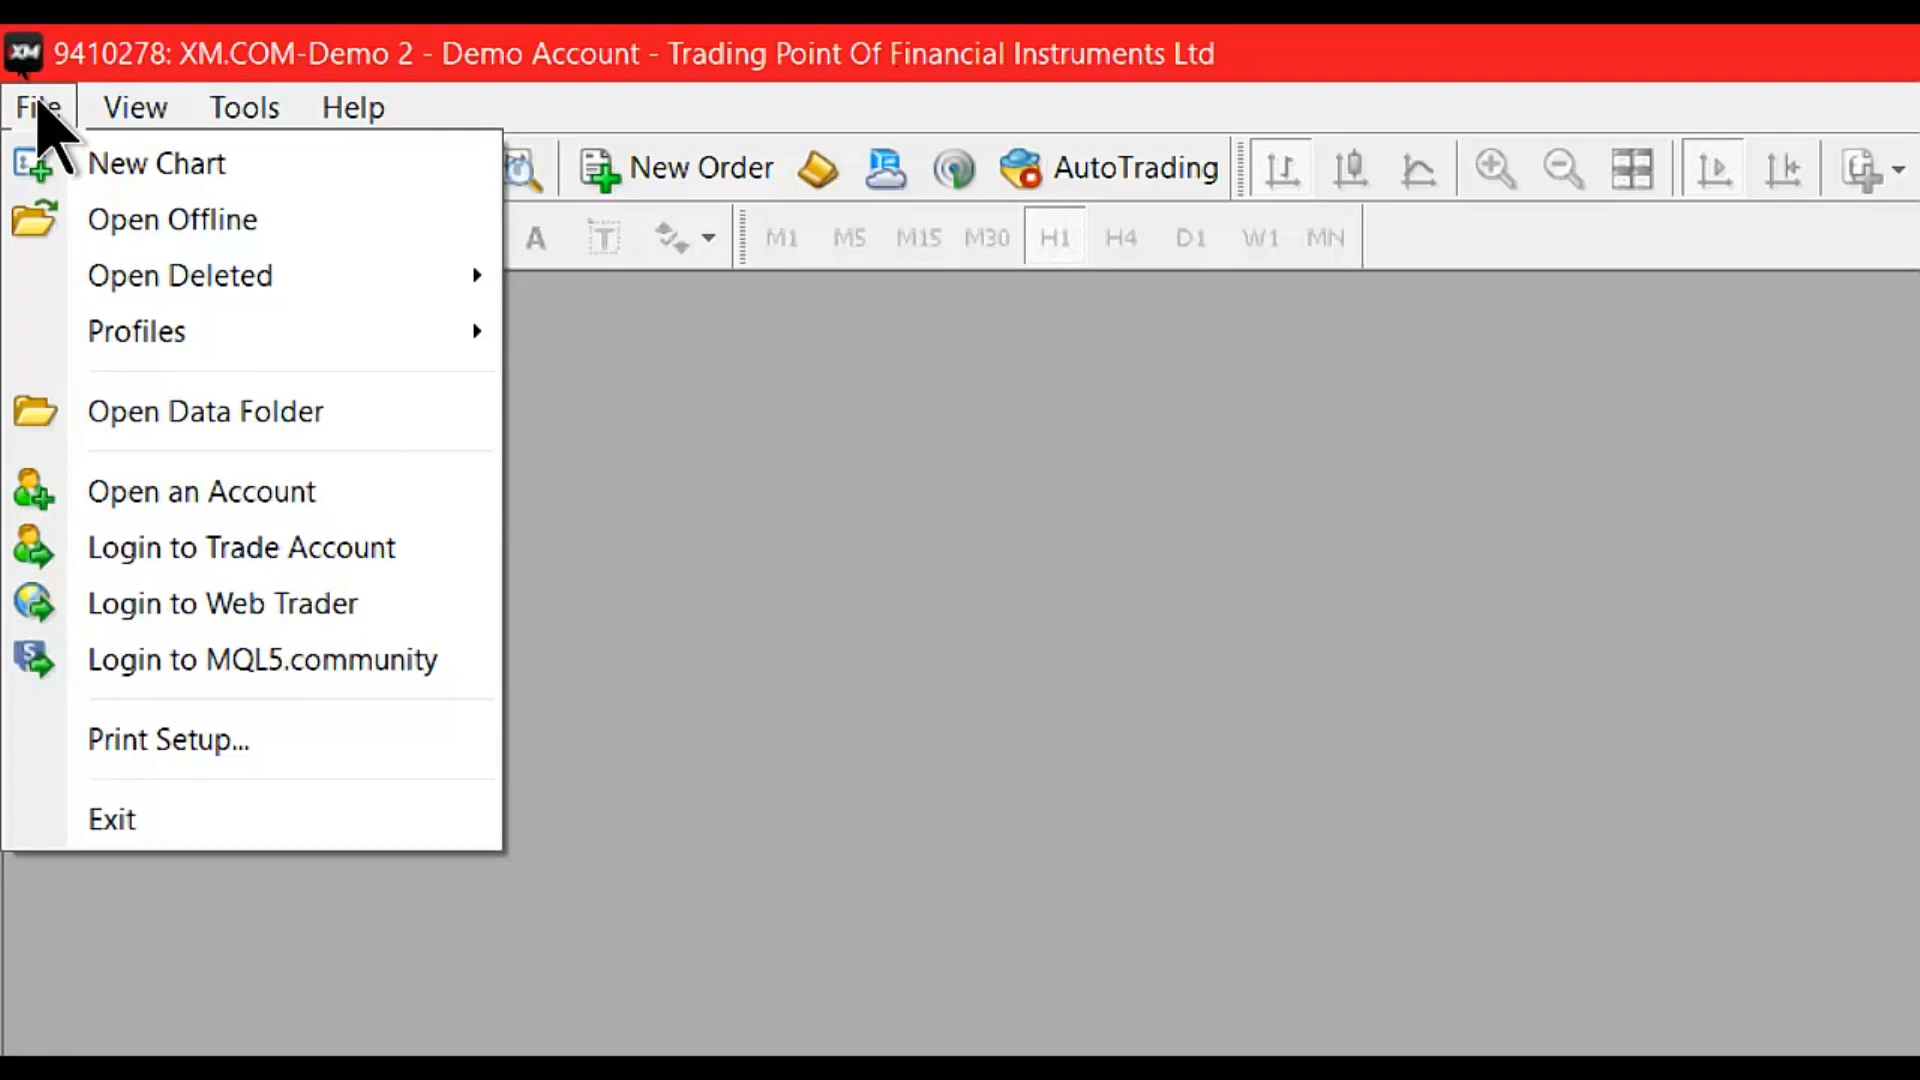 XM 9410278: XM.COM-Demo 2 - Demo Account - Trading Point Of Financial Instruments Ltd
File View Tools Help
New Chart
Open Offline
Open Deleted
Profiles
Open Data Folder
Open an Account
Login to Trade Account
Login to Web Trader
Login to MQL5.community
Print Setup...
Exit
New Order AutoTrading
A T M1 M5 M15 M30 H1 H4 D1 W1 MN